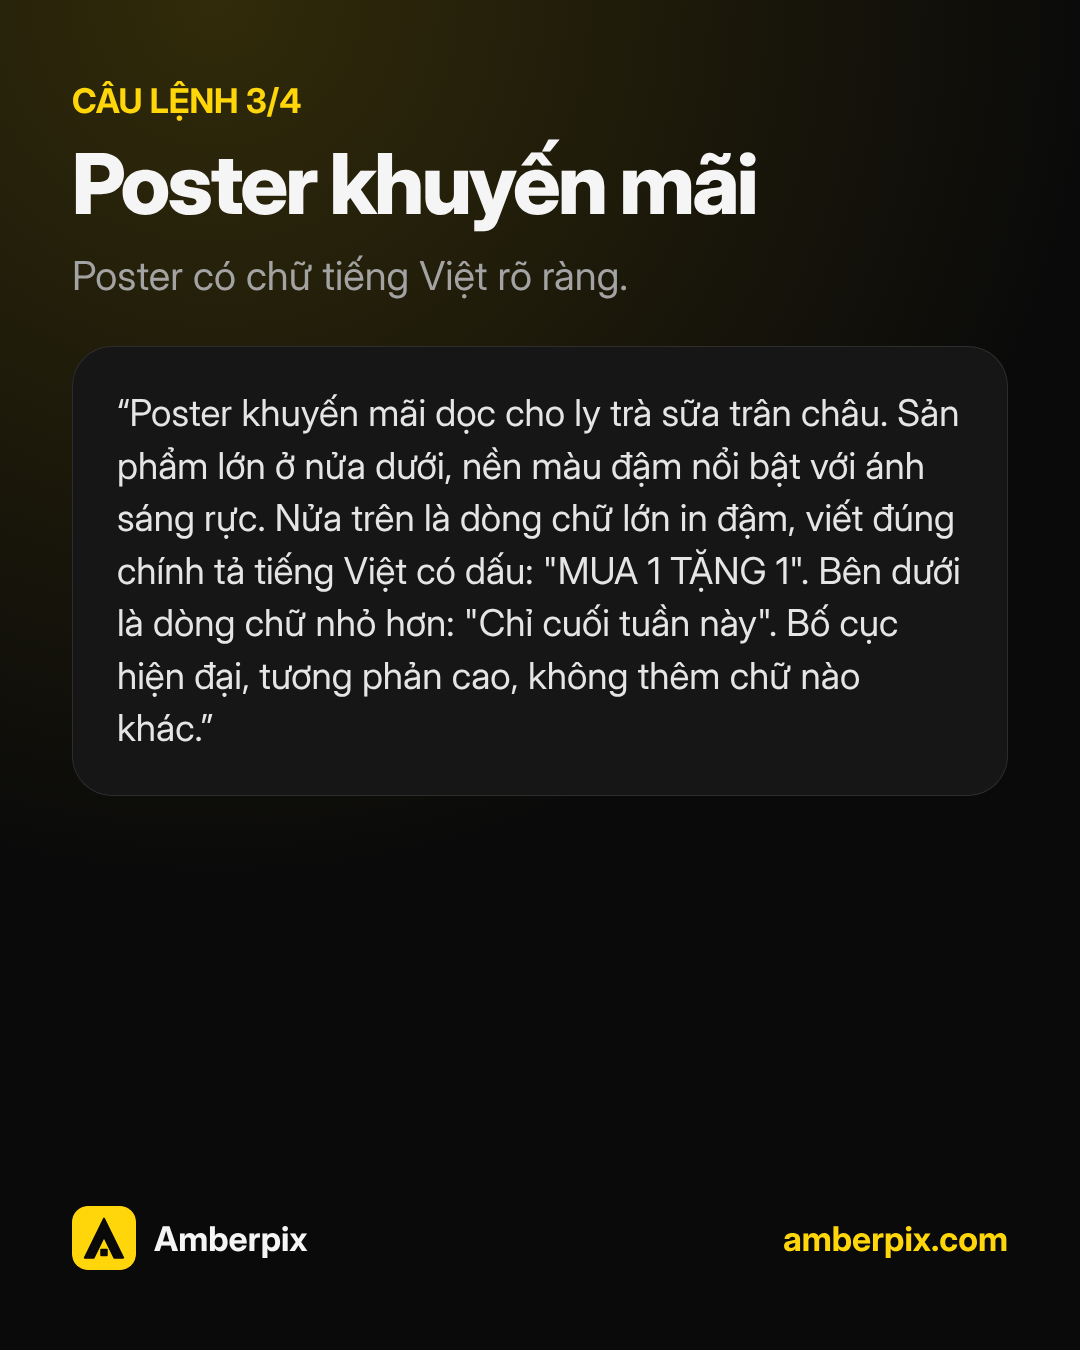 CÂU LỆNH 3/4
Poster khuyến mãi
Poster có chữ tiếng Việt rõ ràng.
“Poster khuyến mãi dọc cho ly trà sữa trân châu. Sản
phẩm lớn ở nửa dưới, nền màu đậm nổi bật với ánh
sáng rực. Nửa trên là dòng chữ lớn in đậm, viết đúng
chính tả tiếng Việt có dấu: "MUA 1 TẶNG 1". Bên dưới
là dòng chữ nhỏ hơn: "Chỉ cuối tuần này". Bố cục
hiện đại, tương phản cao, không thêm chữ nào
khác.”
Amberpix
amberpix.com